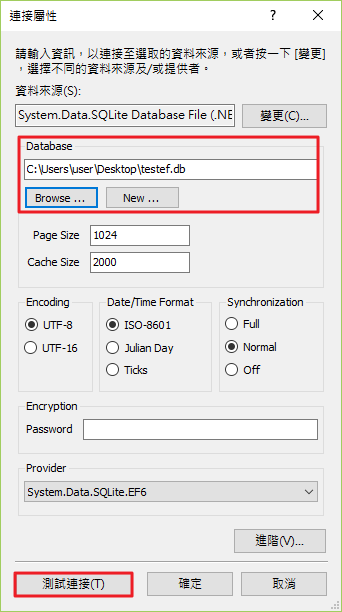 連接屬性
?
請輸入資訊，以連接至選取的資料來源，或者按一下 [變更]
，選擇不同的資料來源及/或提供者。
資料來源(S):
System.Data.SQLite Database File (.NE
變更(C)...
Database
C:\Users\user\Desktop\testef.db
Browse ...
New ...
Page Size
1024
Cache Size
2000
Encoding
UTF-8
UTF-16
Date/Time Format
ISO-8601
Julian Day
Ticks
Synchronization
Full
Normal
Off
Encryption
Password
Provider
System.Data.SQLite.EF6
進階(V)...
測試連接(T)
確定
取消